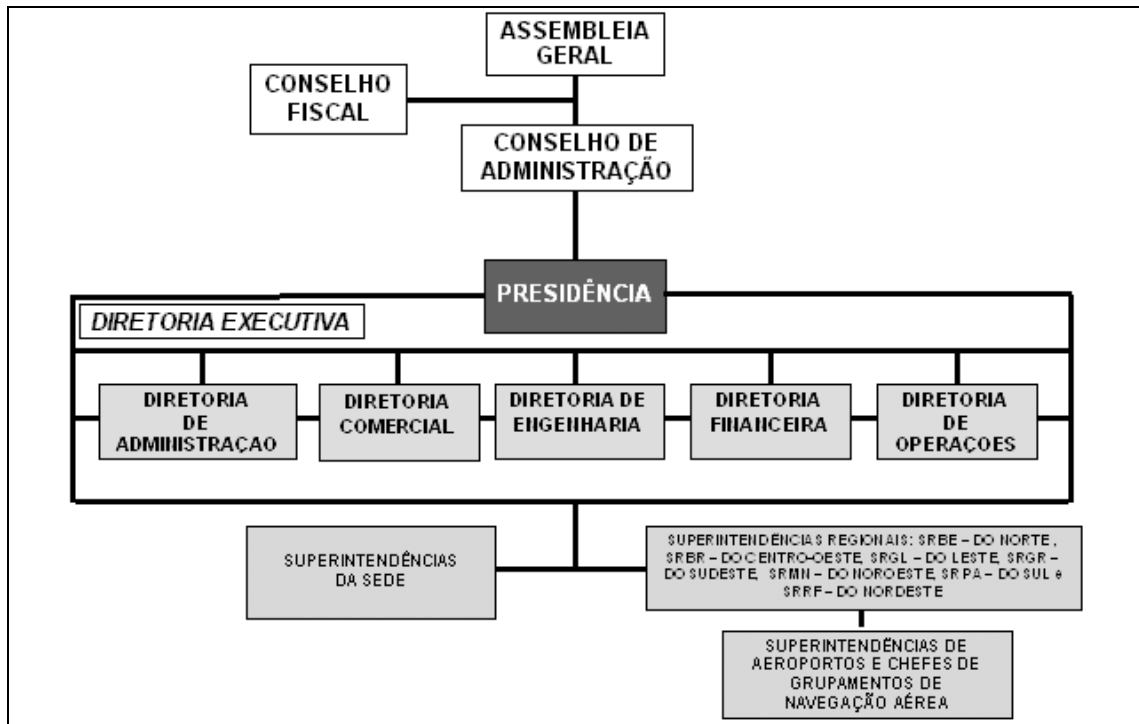 ASSEMBLEIA
GERAL
CONSELHO
FISCAL
CONSELHO DE
ADMINISTRAÇÃO
PRESIDÊNCIA
DIRETORIA EXECUTIVA
DIRETORIA
DE
ADMINISTRAÇAO
DIRETORIA
COMERCIAL
DIRETORIA DE
ENGENHARIA
DIRETORIA
FINANCEIRA
DIRETORIA
DE
OPERAÇOES
SUPERINTENDÊNCIAS
DA SEDE
SUPERINTENDÊNCIAS REGIONAIS: SRBE – DO NORTE ,
SRBR – DO CENTRO-OESTE, SRGL – DO LESTE, SRGR –
DO SUDESTE, SRMN – DO NOROESTE, SRPA – DO SUL e
SRRF – DO NORDESTE
SUPERINTENDÊNCIAS DE
AEROPORTOS E CHEFES DE
GRUPAMENTOS DE
NAVEGAÇÃO AÉREA